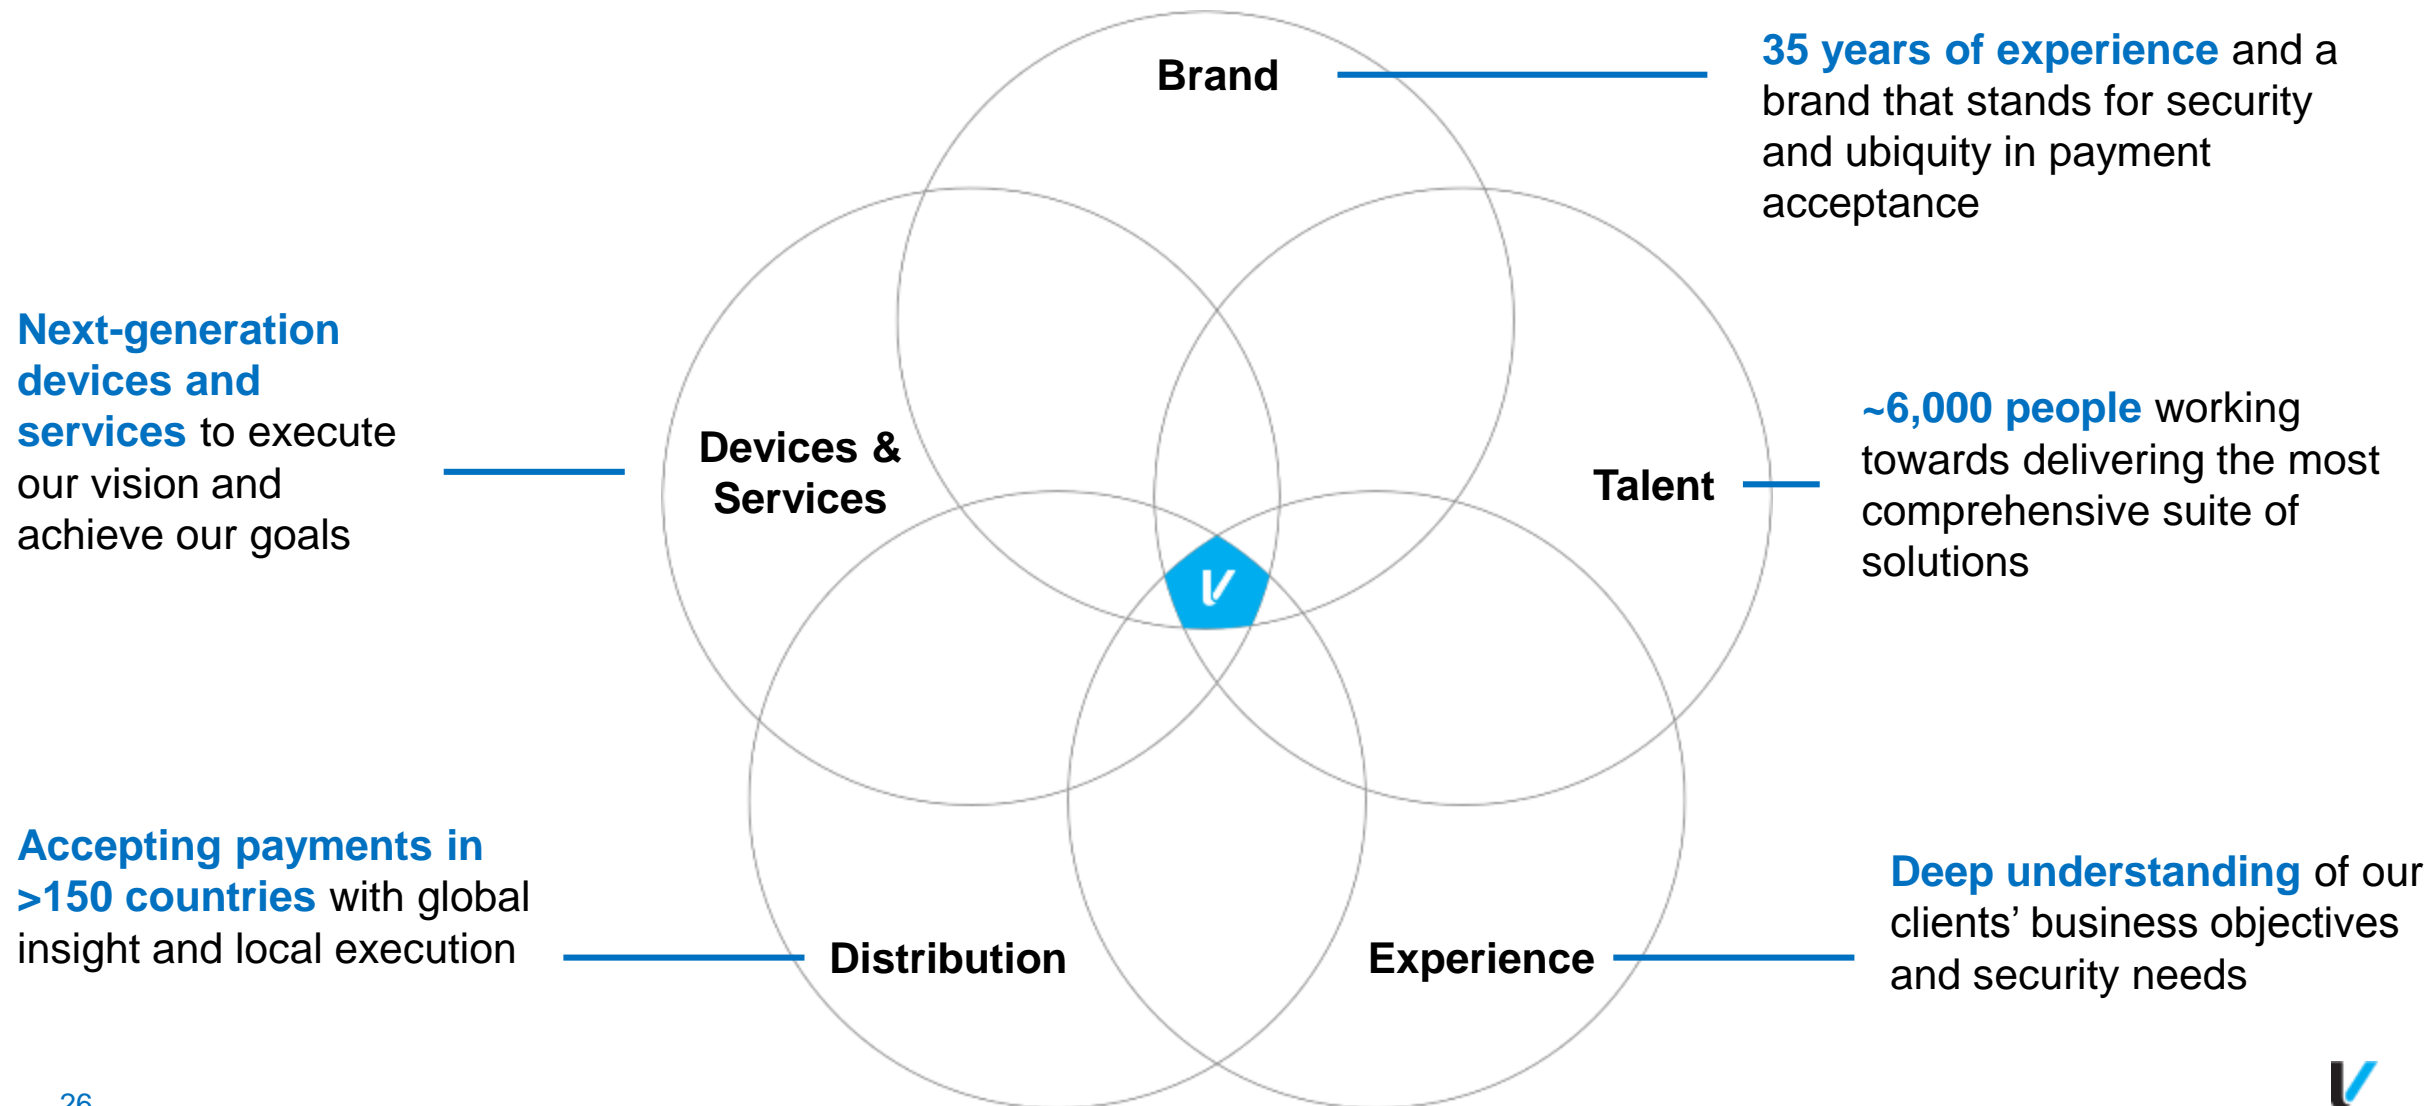 Brand
35 years of experience and a
brand that stands for security
and ubiquity in payment
acceptance
Next-generation
devices and
services to execute
our vision and
achieve our goals
Devices &
Services
Talent
~6,000 people working
towards delivering the most
comprehensive suite of
solutions
Accepting payments in
>150 countries with global
insight and local execution
Distribution
Experience
Deep understanding of our
clients’ business objectives
and security needs
26